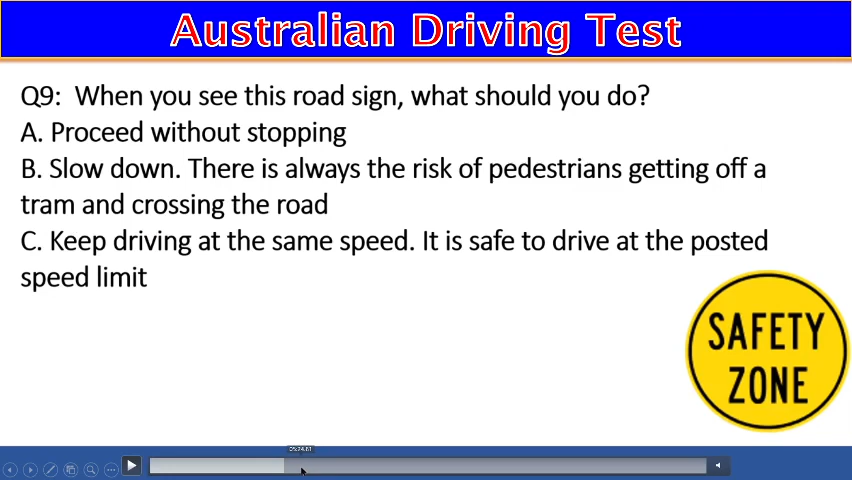 Australian Driving Test
Q9: When you see this road sign, what should you do?
A. Proceed without stopping
B. Slow down. There is always the risk of pedestrians getting off a
tram and crossing the road
C. Keep driving at the same speed. It is safe to drive at the posted
speed limit
SAFETY
ZONE